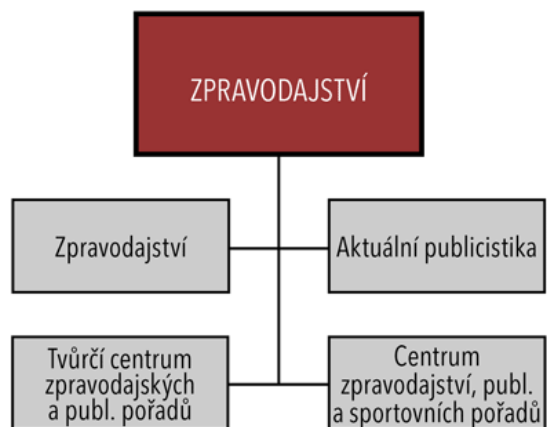 ZPRAVODAJSTVÍ
Zpravodajství
Aktuální publicistika
Tvůrčí centrum
zpravodajských
a publ. pořadů
Centrum
zpravodajství, publ.
a sportovních pořadů